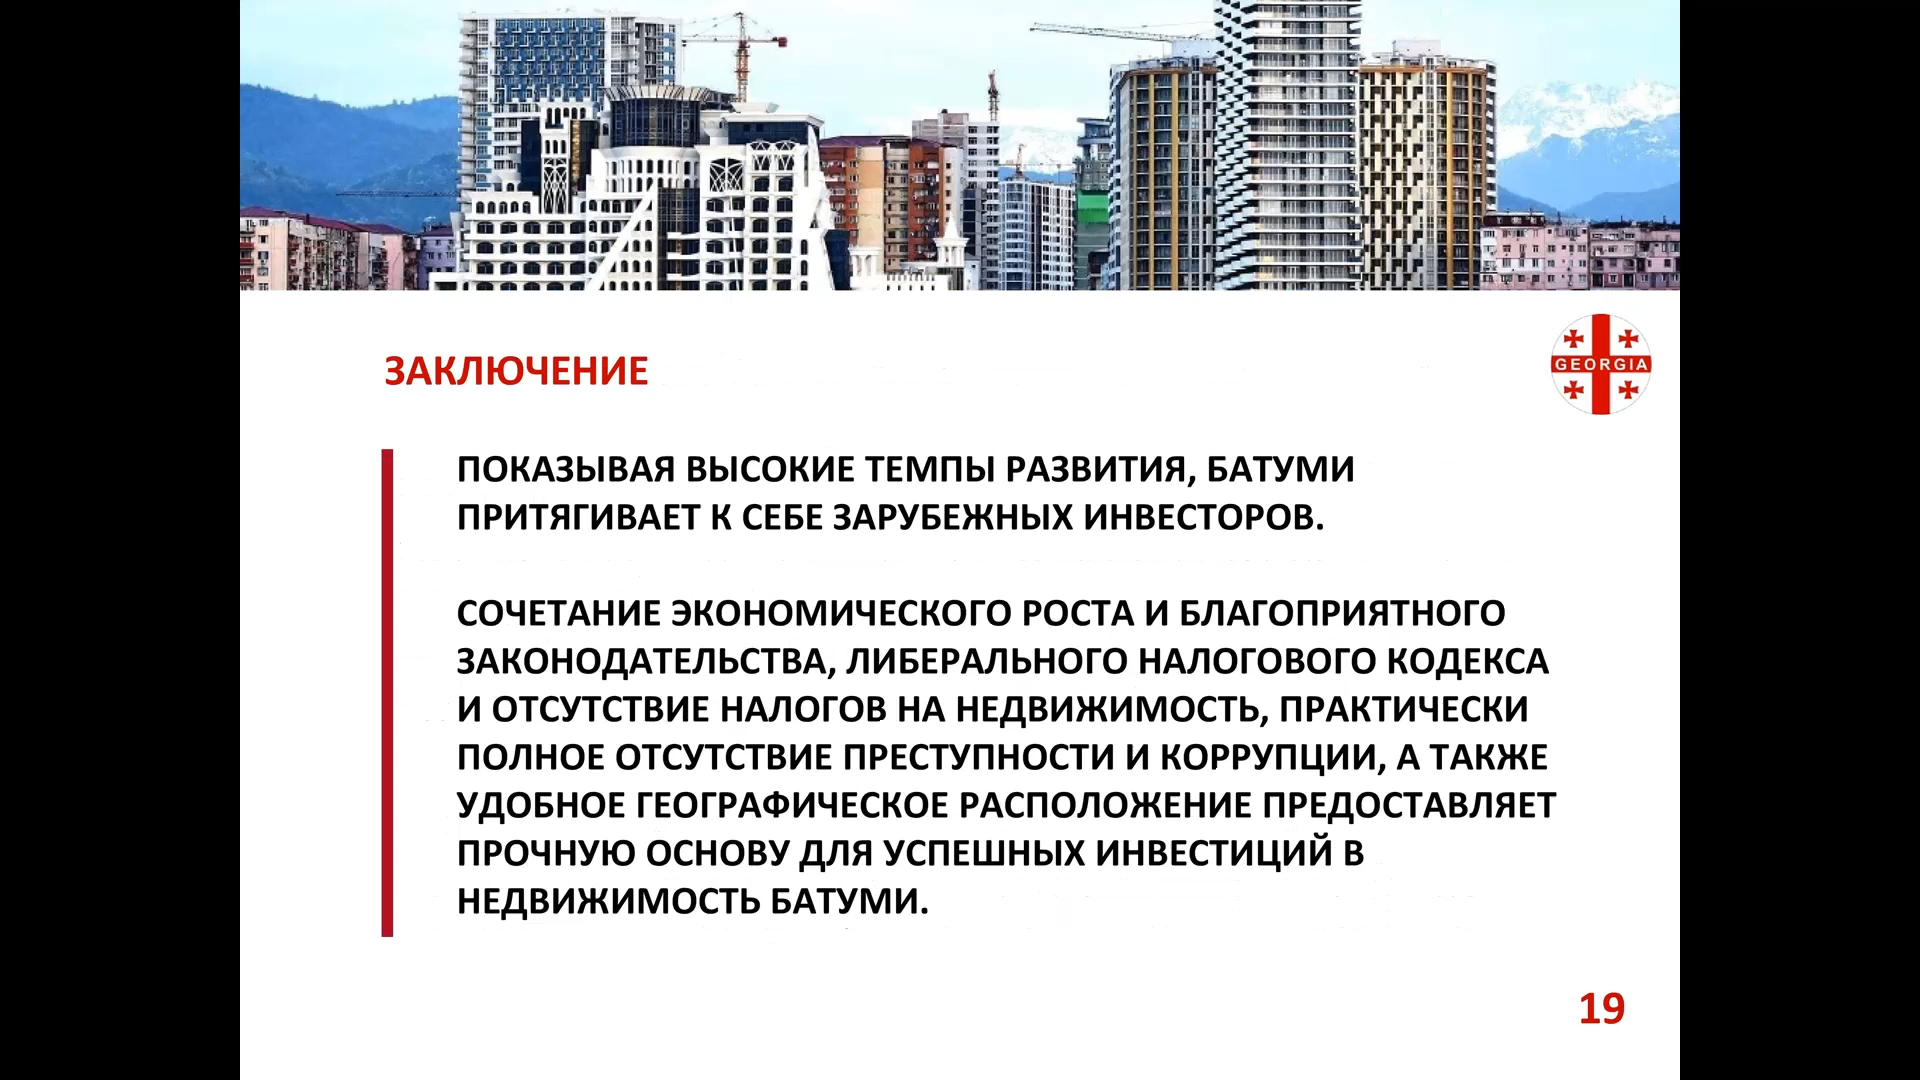 ЗАКЛЮЧЕНИЕ
GEORGIA
ПОКАЗЫВАЯ ВЫСОКИЕ ТЕМПЫ РАЗВИТИЯ, БАТУМИ
ПРИТЯГИВАЕТ К СЕБЕ ЗАРУБЕЖНЫХ ИНВЕСТОРОВ.
СОЧЕТАНИЕ ЭКОНОМИЧЕСКОГО РОСТА И БЛАГОПРИЯТНОГО
ЗАКОНОДАТЕЛЬСТВА, ЛИБЕРАЛЬНОГО НАЛОГОВОГО КОДЕКСА
И ОТСУТСТВИЕ НАЛОГОВ НА НЕДВИЖИМОСТЬ, ПРАКТИЧЕСКИ
ПОЛНОЕ ОТСУТСТВИЕ ПРЕСТУПНОСТИ И КОРРУПЦИИ, А ТАКЖЕ
УДОБНОЕ ГЕОГРАФИЧЕСКОЕ РАСПОЛОЖЕНИЕ ПРЕДОСТАВЛЯЕТ
ПРОЧНУЮ ОСНОВУ ДЛЯ УСПЕШНЫХ ИНВЕСТИЦИЙ В
НЕДВИЖИМОСТЬ БАТУМИ.
19